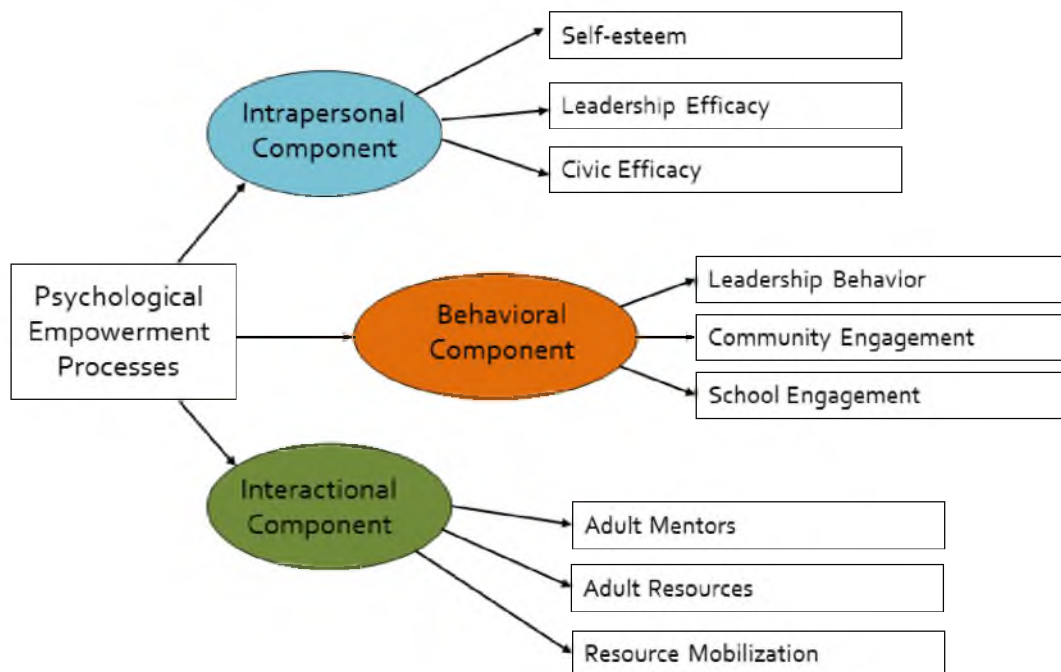 Self-esteem
Intrapersonal
Component
Leadership Efficacy
Civic Efficacy
Psychological
Empowerment
Processes
Behavioral
Component
Leadership Behavior
Community Engagement
School Engagement
Interactional
Component
Adult Mentors
Adult Resources
Resource Mobilization